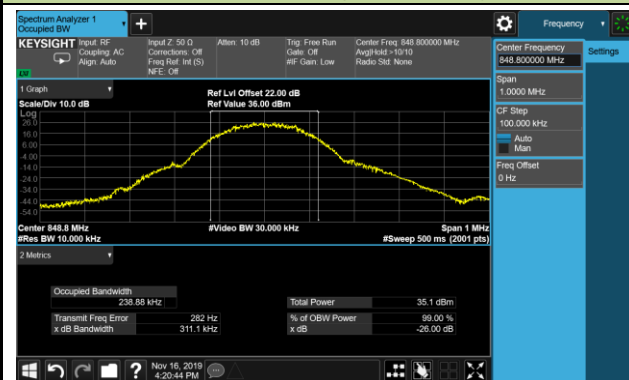 Spectrum Analyzer 1
Occupied BW
Frequency
KEYSIGHT
Input: RF
Coupling: AC
Align: Auto
Input Z: 50 Ω
Corrections: Off
Freq Ref: Int (S)
NFE: Off
Atten: 10 dB
Trig: Free Run
Gate: Off
#IF Gain: Low
Center Freq: 848.800000 MHz
Avg|Hold:>10/10
Radio Std: None
Center Frequency
848.800000 MHz
Settings
Span
1.0000 MHz
CF Step
100.000 kHz
Auto
Man
Freq Offset
0 Hz
1 Graph
Scale/Div 10.0 dB
Ref Lvl Offset 22.00 dB
Ref Value 36.00 dBm
Log
26.0
16.0
6.00
-4.00
-14.0
-24.0
-34.0
-44.0
-54.0
Center 848.8 MHz
#Video BW 30.000 kHz
Span 1 MHz
#Res BW 10.000 kHz
#Sweep 500 ms (2001 pts)
2 Metrics
Occupied Bandwidth
238.88 kHz
Total Power
35.1 dBm
Transmit Freq Error
282 Hz
% of OBW Power
99.00 %
x dB Bandwidth
311.1 kHz
x dB
-26.00 dB
Nov 16, 2019
4:20:44 PM